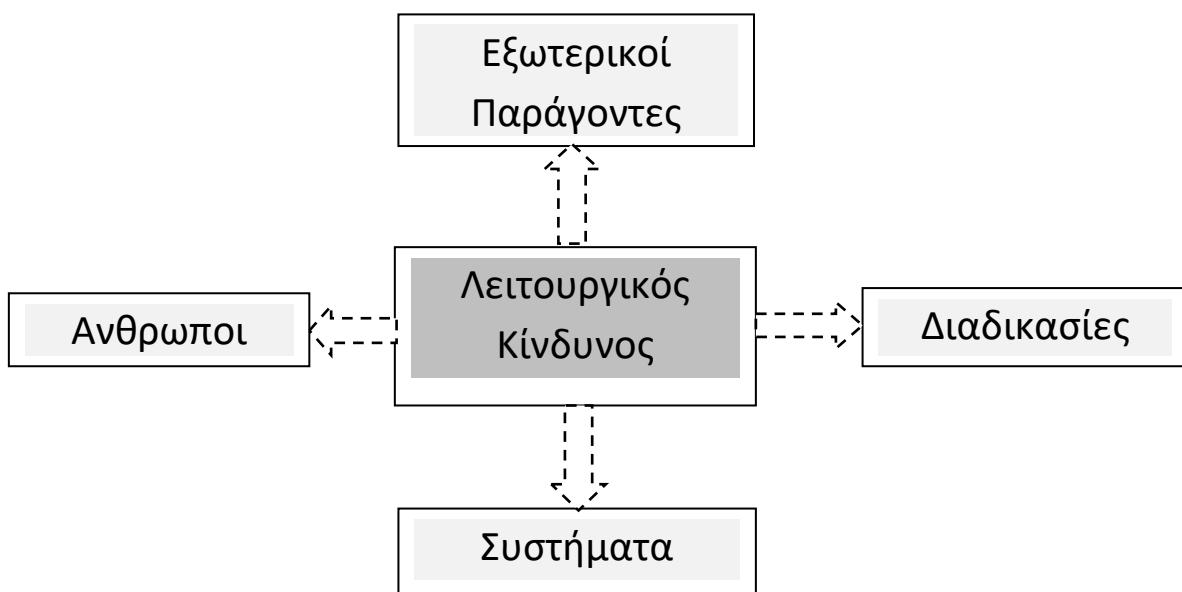 Εξωτερικοί
Παράγοντες
Λειτουργικός
Κίνδυνος
Ανθρωποι
Διαδικασίες
Συστήματα